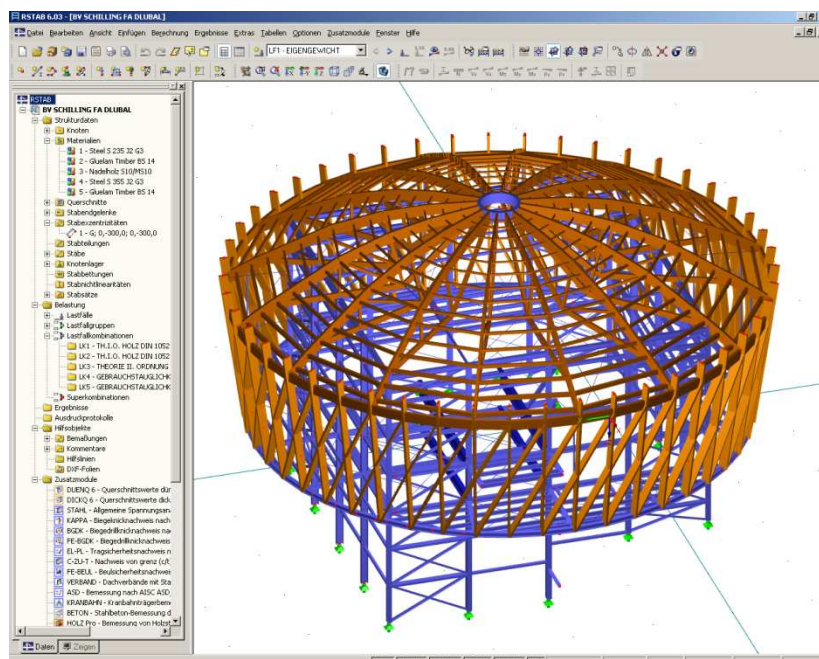 RSTAB 6.03 - [BV SCHILLING FA DLUBAL]
Datei Bearbeiten Ansicht Einfügen Berechnung Ergebnisse Extras Tabellen Optionen Zusatzmodule Fenster Hilfe
LF1 - EIGENGEWICHT
RSTAB
BV SCHILLING FA DLUBAL
Strukturdaten
Knoten
Materialien
1 - Steel S 235 J2 G3
2 - Gluelam Timber BS 14
3 - Nadelholz S10/MS10
4 - Steel S 355 J2 G3
5 - Gluelam Timber BS 14
Querschnitte
Stabendgelenke
Stabexzentrizitäten
1 - G; 0,-300,0; 0,-300,0
Stabteilungen
Stäbe
Knotenlager
Stabbettungen
Stabnichtlinearitäten
Stabsätze
Belastung
Lastfälle
Lastfallgruppen
Lastfallkombinationen
LK1 - TH.I.O. HOLZ DIN 1052
LK2 - TH.I.O. HOLZ DIN 1052
LK3 - THEORIE II. ORDNUNG
LK4 - GEBRAUCHSTAUGLICHK
LK5 - GEBRAUCHSTAUGLICHK
Superkombinationen
Ergebnisse
Ausdruckprotokolle
Hilfsobjekte
Bemaßungen
Kommentare
Hilfslinien
DXF-Folien
Zusatzmodule
DUENQ 6 - Querschnittswerte dün
DICKQ 6 - Querschnittswerte dick
STAHL - Allgemeine Spannungsan
KAPPA - Biegeknicknachweis nach
BGDK - Biegedrillknicknachweis na
FE-BGDK - Biegedrillknicknachweis
EL-PL - Tragsicherheitsnachweis n
C-ZU-T - Nachweis von grenz (c/t
FE-BEUL - Beulsicherheitsnachweis
VERBAND - Dachverbände mit Sta
ASD - Bemessung nach AISC ASD
KRANBAHN - Kranbahnträgerbem
BETON - Stahlbeton-Bemessung d
HOLZ Pro - Bemessung von Holzst
Daten Zeigen